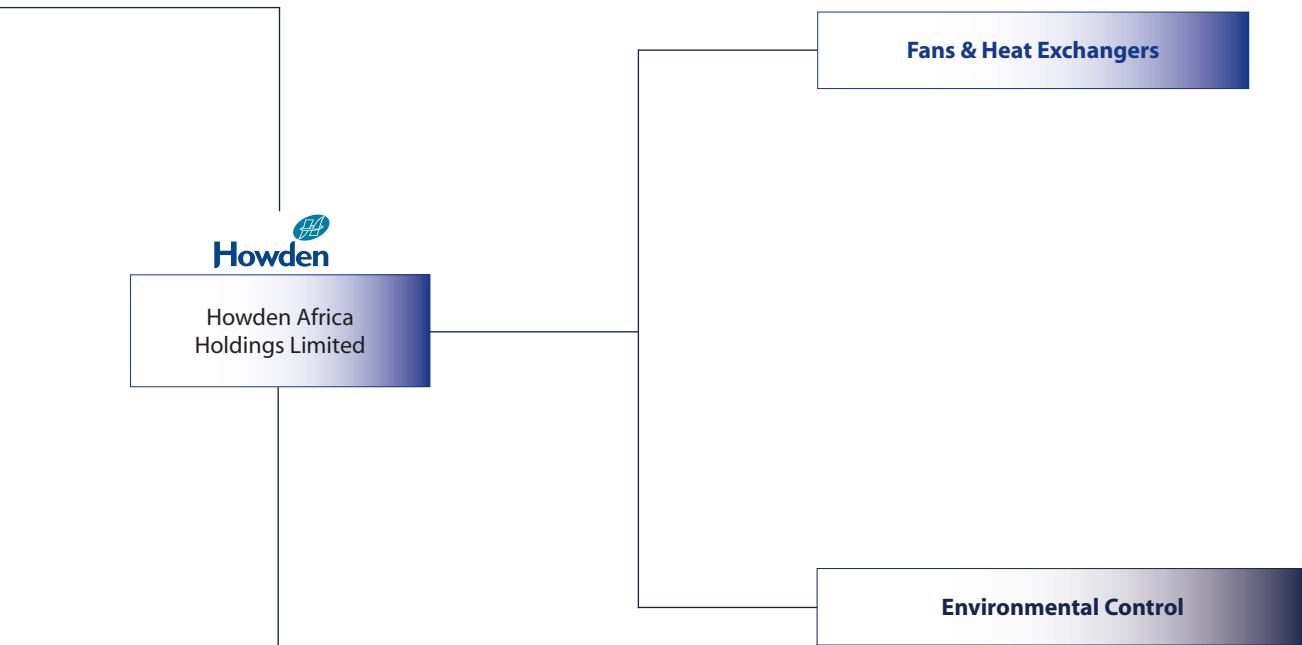 Fans & Heat Exchangers
Howden
Howden Africa
Holdings Limited
Environmental Control